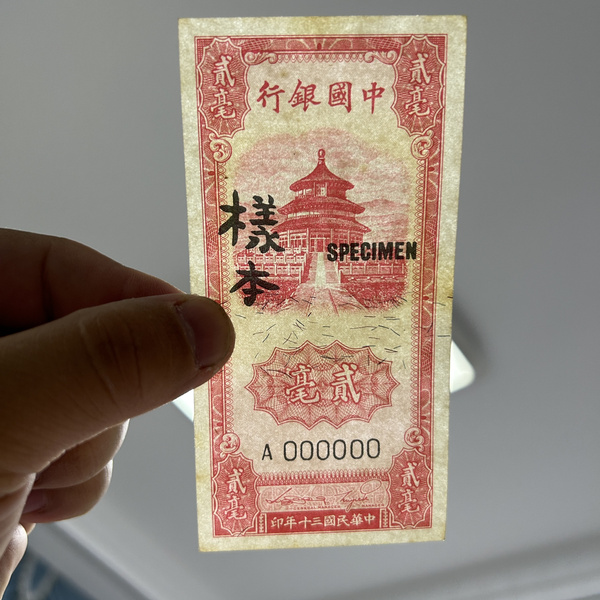 貳毫
貳毫
中國銀行
樣本
SPECIMEN
貳毫
A 000000
貳毫
貳毫
中華民國三十年印